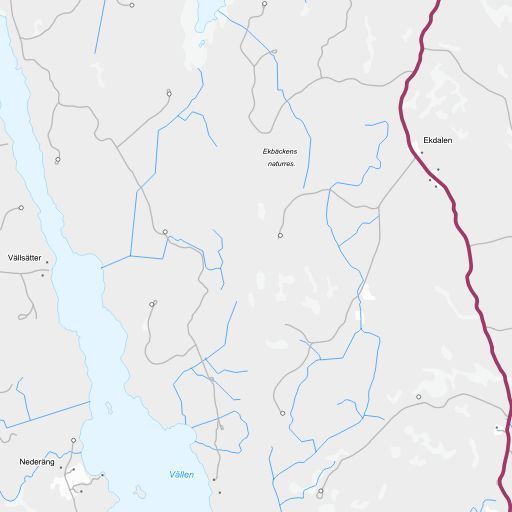 Ekdalen
Ekbäckens
naturres.
Vällsätter
Nederäng
Vällen